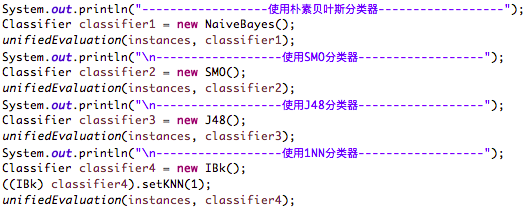 System.out.println("------------------使用朴素贝叶斯分类器------------------");
Classifier classifier1 = new NaiveBayes();
unifiedEvaluation(instances, classifier1);
System.out.println("\n------------------使用SMO分类器------------------");
Classifier classifier2 = new SMO();
unifiedEvaluation(instances, classifier2);
System.out.println("\n------------------使用J48分类器------------------");
Classifier classifier3 = new J48();
unifiedEvaluation(instances, classifier3);
System.out.println("\n------------------使用1NN分类器------------------");
Classifier classifier4 = new IBk();
((IBk) classifier4).setKNN(1);
unifiedEvaluation(instances, classifier4);